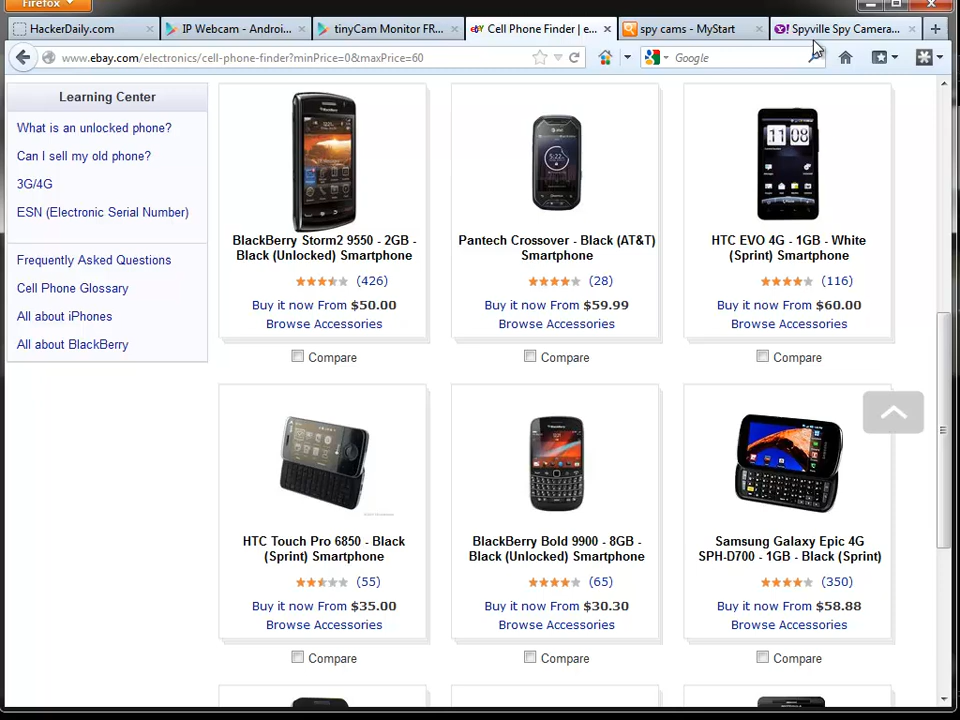 Firefox
HackerDaily.com
IP Webcam - Androi...
tinyCam Monitor FR...
Cell Phone Finder | e...
spy cams - MyStart
Spyville Spy Camera...
www.ebay.com/electronics/cell-phone-finder?minPrice=0&maxPrice=60
Google
Learning Center
What is an unlocked phone?
Can I sell my old phone?
3G/4G
ESN (Electronic Serial Number)
Frequently Asked Questions
Cell Phone Glossary
All about iPhones
All about BlackBerry
BlackBerry Storm2 9550 - 2GB -
Black (Unlocked) Smartphone
(426)
Buy it now From $50.00
Browse Accessories
Compare
Pantech Crossover - Black (AT&T)
Smartphone
(28)
Buy it now From $59.99
Browse Accessories
Compare
11 08
HTC EVO 4G - 1GB - White
(Sprint) Smartphone
(116)
Buy it now From $60.00
Browse Accessories
Compare
HTC Touch Pro 6850 - Black
(Sprint) Smartphone
(55)
Buy it now From $35.00
Browse Accessories
Compare
BlackBerry Bold 9900 - 8GB -
Black (Unlocked) Smartphone
(65)
Buy it now From $30.30
Browse Accessories
Compare
Samsung Galaxy Epic 4G
SPH-D700 - 1GB - Black (Sprint)
(350)
Buy it now From $58.88
Browse Accessories
Compare